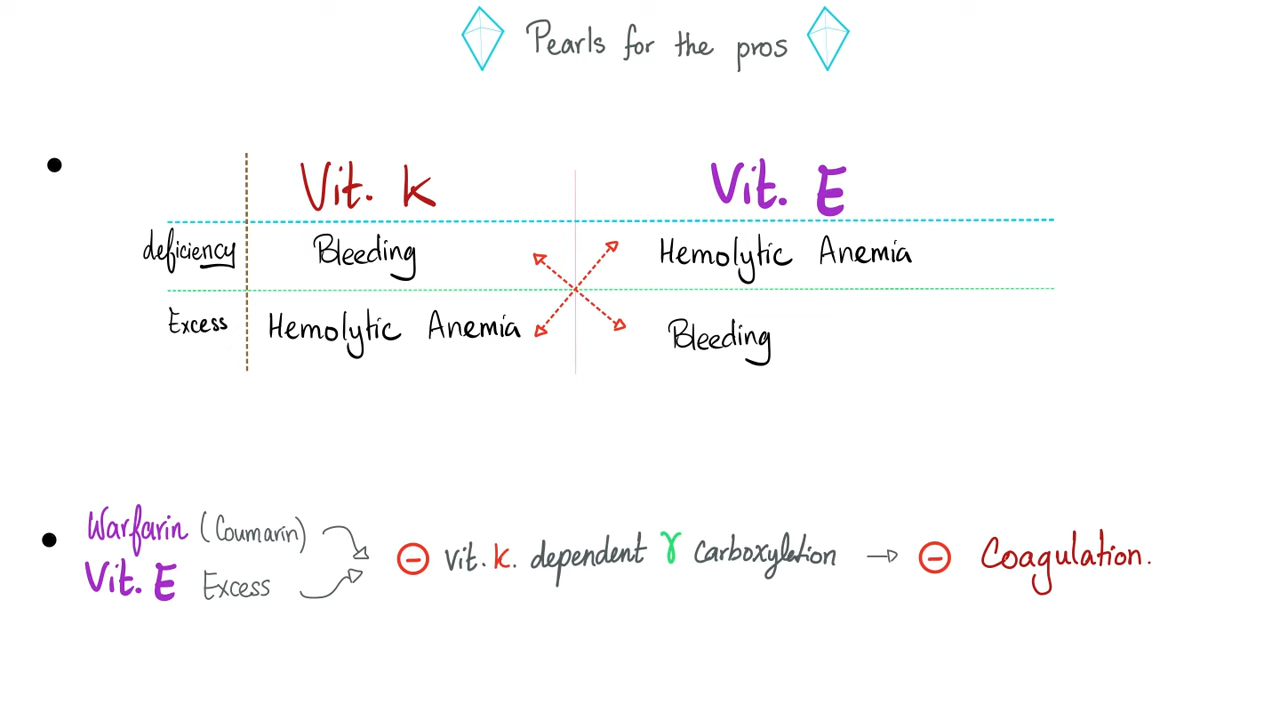 Pearls for the pros
Vit. K Vit. E
deficiency Bleeding Hemolytic Anemia
Excess Hemolytic Anemia Bleeding
Warfarin (Coumarin)
Vit. E Excess
⊖ vit. K. dependent γ Carboxylation → ⊖ Coagulation.